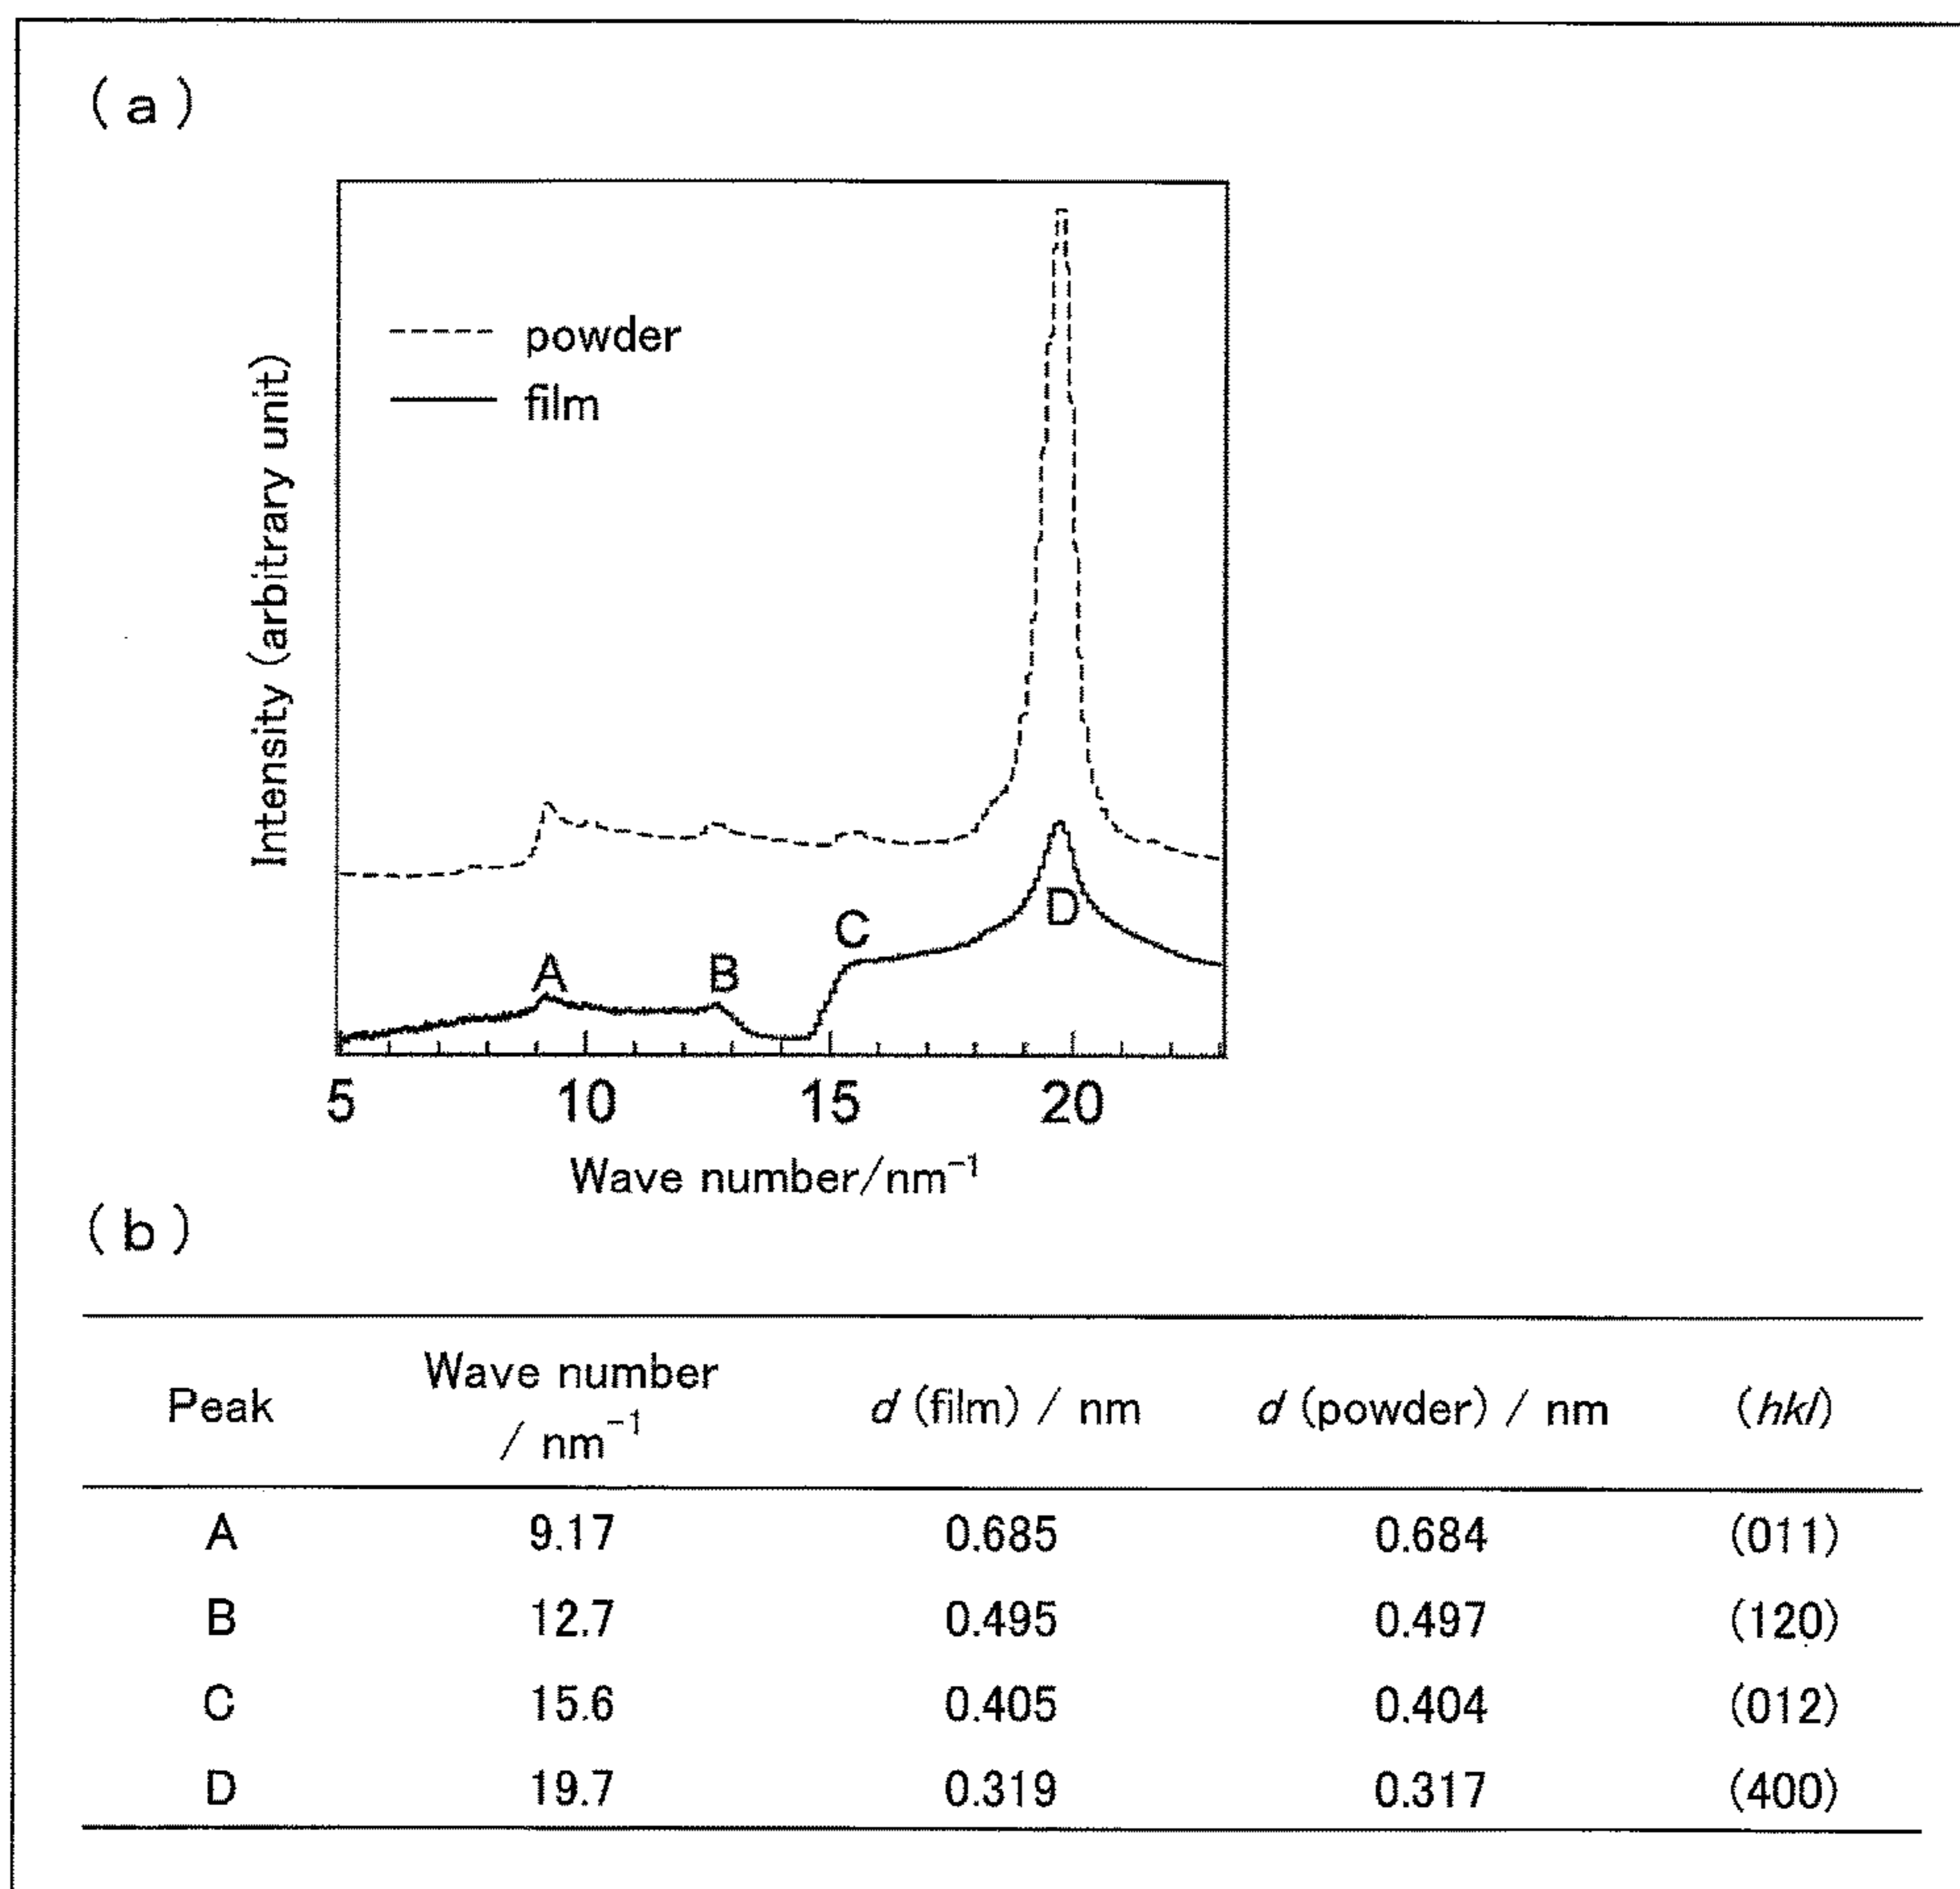 (a)
powder
film
Intensity (arbitrary unit)
A
B
C
D
5 10 15 20
Wave number/nm⁻¹
(b)
Peak Wave number / nm⁻¹ d (film) / nm d (powder) / nm (hkl)
A 9.17 0.685 0.684 (011)
B 12.7 0.495 0.497 (120)
C 15.6 0.405 0.404 (012)
D 19.7 0.319 0.317 (400)